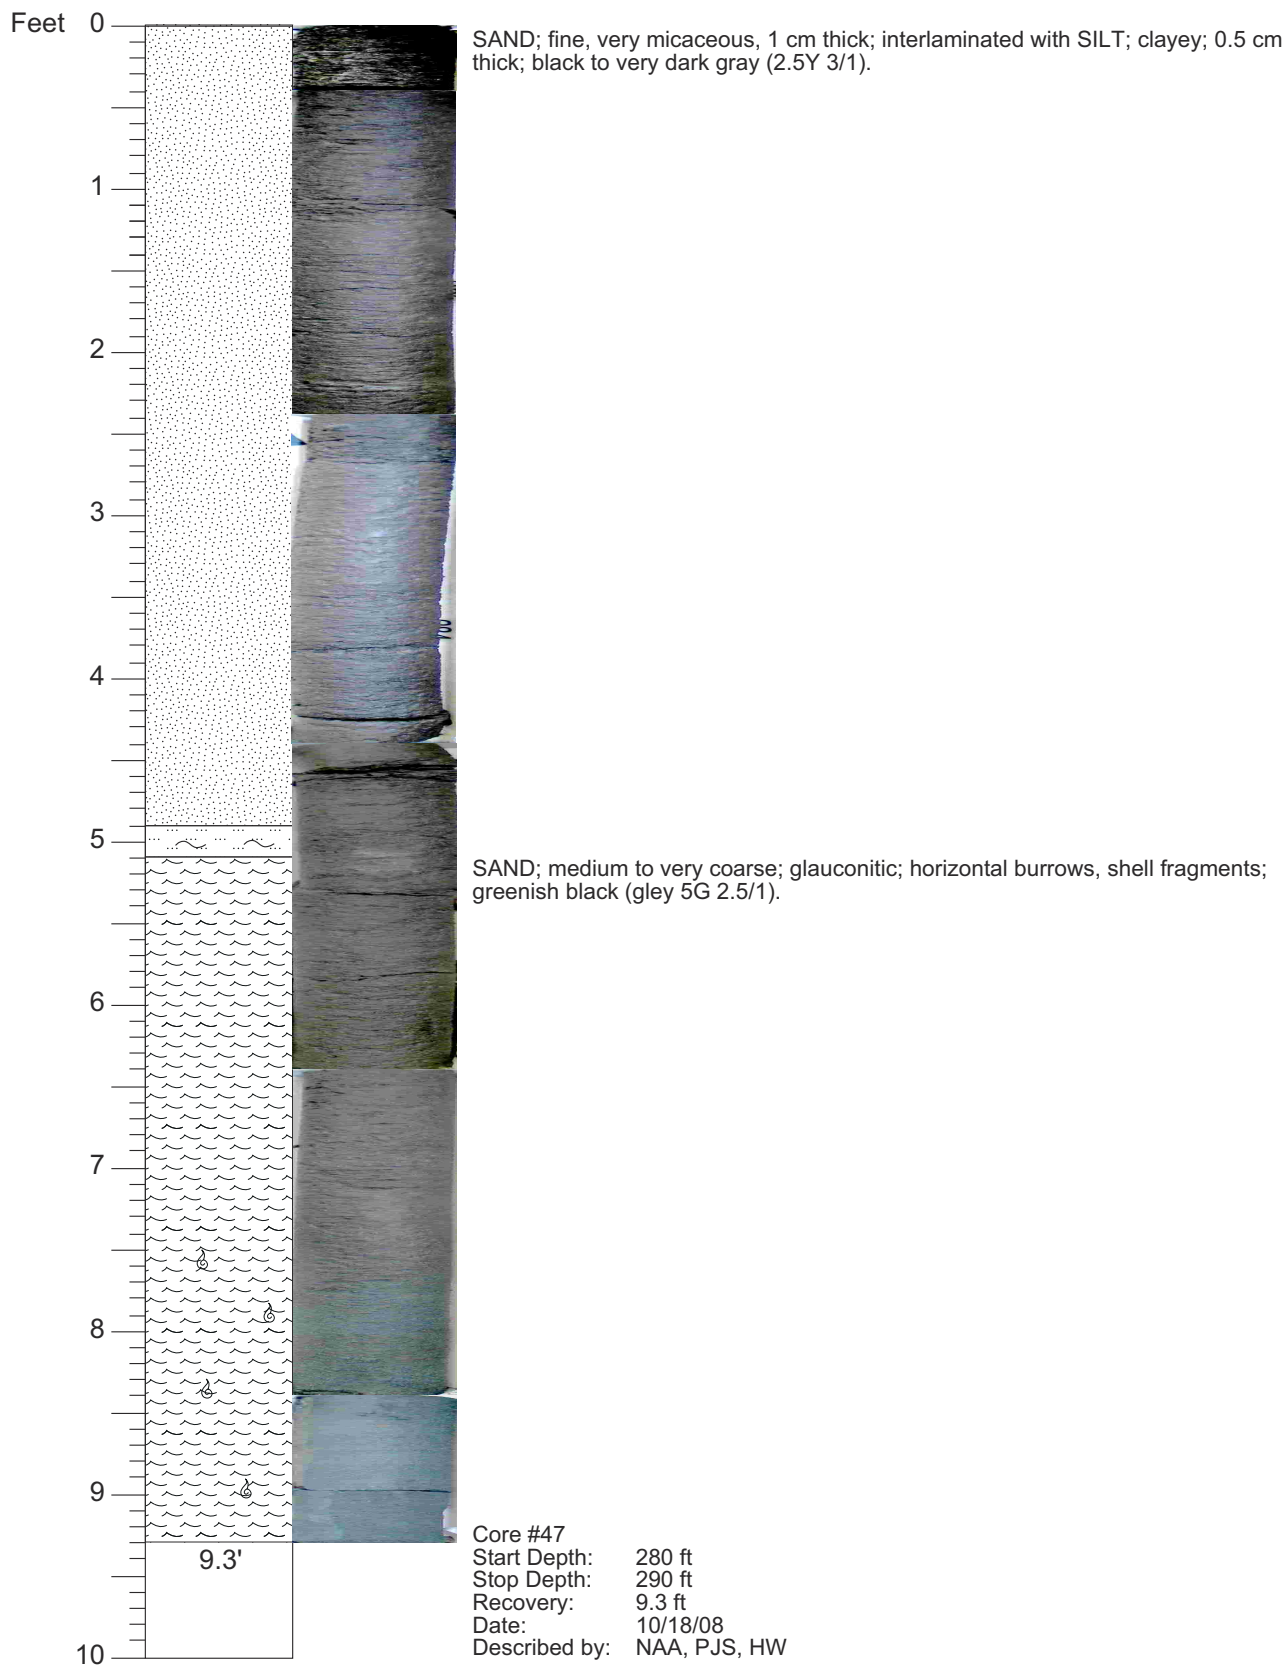 Feet 0
SAND; fine, very micaceous, 1 cm thick; interlaminated with SILT; clayey; 0.5 cm
thick; black to very dark gray (2.5Y 3/1).
1
2
3
4
5
SAND; medium to very coarse; glauconitic; horizontal burrows, shell fragments;
greenish black (gley 5G 2.5/1).
6
7
8
9
9.3'
10
Core #47
Start Depth: 280 ft
Stop Depth: 290 ft
Recovery: 9.3 ft
Date: 10/18/08
Described by: NAA, PJS, HW